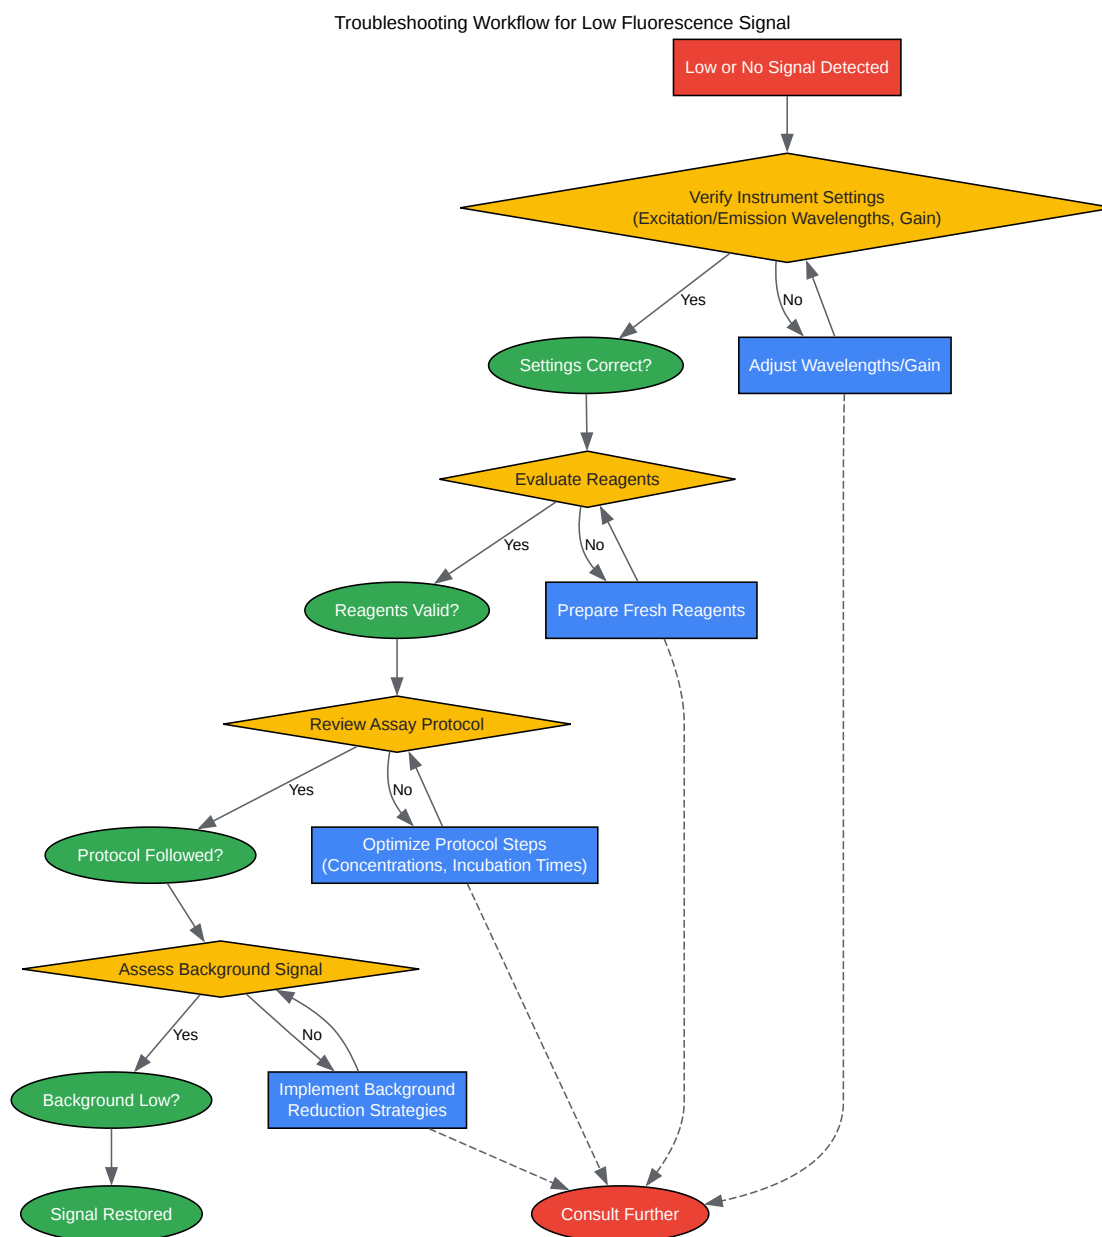 Troubleshooting Workflow for Low Fluorescence Signal
Low or No Signal Detected
Verify Instrument Settings
(Excitation/Emission Wavelengths, Gain)
Yes
No
Settings Correct?
Adjust Wavelengths/Gain
Evaluate Reagents
Yes
No
Reagents Valid?
Prepare Fresh Reagents
Review Assay Protocol
Yes
No
Protocol Followed?
Optimize Protocol Steps
(Concentrations, Incubation Times)
Assess Background Signal
Yes
No
Background Low?
Implement Background
Reduction Strategies
Signal Restored
Consult Further